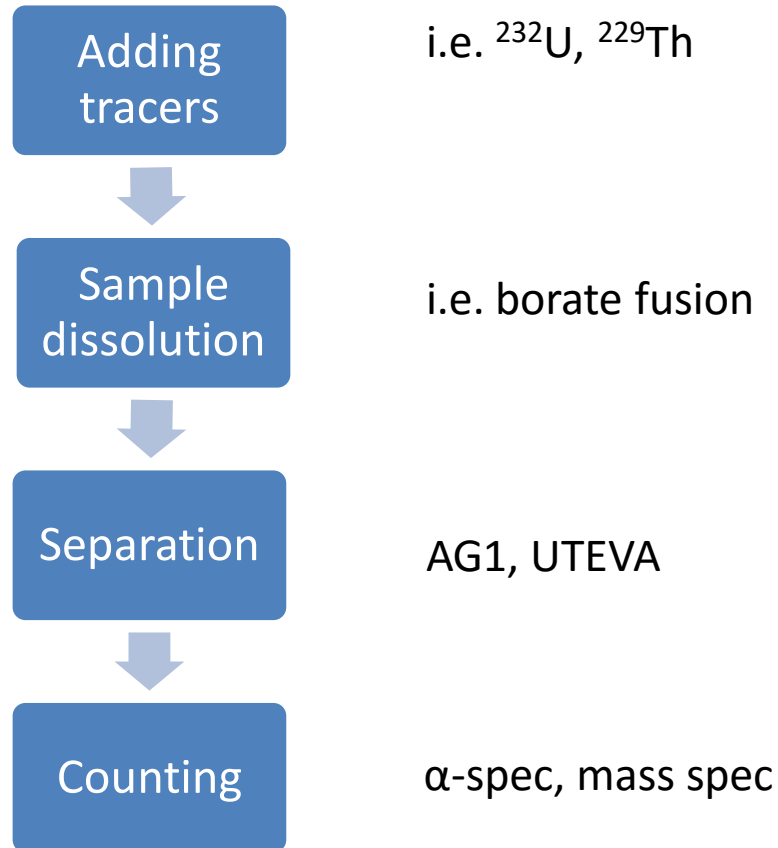 Adding
tracers
i.e. ²³²U, ²²⁹Th
Sample
dissolution
i.e. borate fusion
Separation
AG1, UTEVA
Counting
α-spec, mass spec